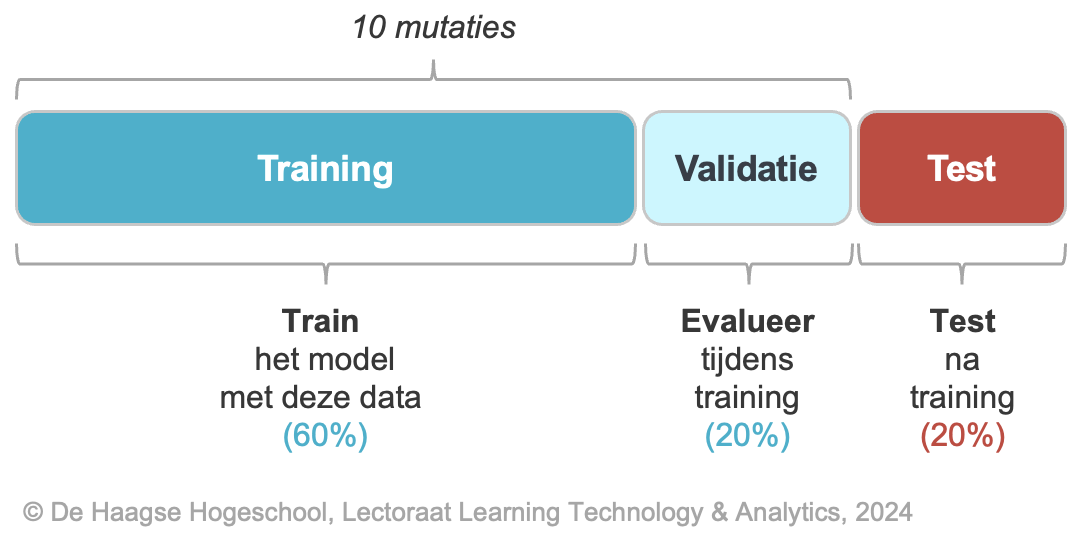 10 mutaties
Training
Validatie
Test
Train
het model
met deze data
(60%)
Evalueer
tijdens
training
(20%)
Test
na
training
(20%)
© De Haagse Hogeschool, Lectoraat Learning Technology & Analytics, 2024